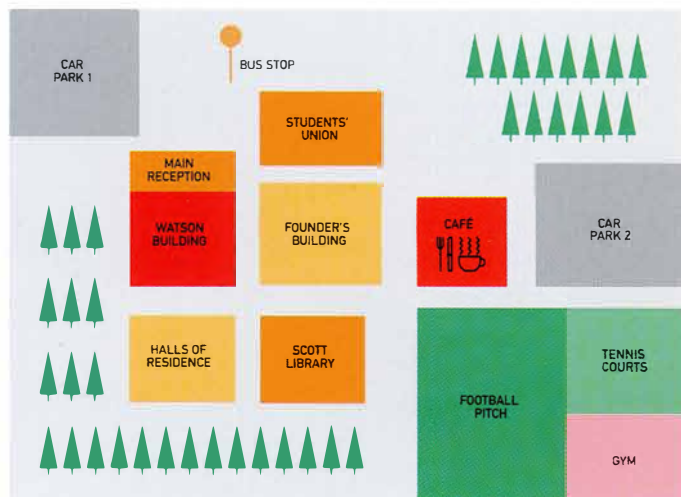 CAR
PARK 1
BUS STOP
STUDENTS'
UNION
MAIN
RECEPTION
WATSON
BUILDING
FOUNDER'S
BUILDING
CAFÉ
CAR
PARK 2
HALLS OF
RESIDENCE
SCOTT
LIBRARY
FOOTBALL
PITCH
TENNIS
COURTS
GYM